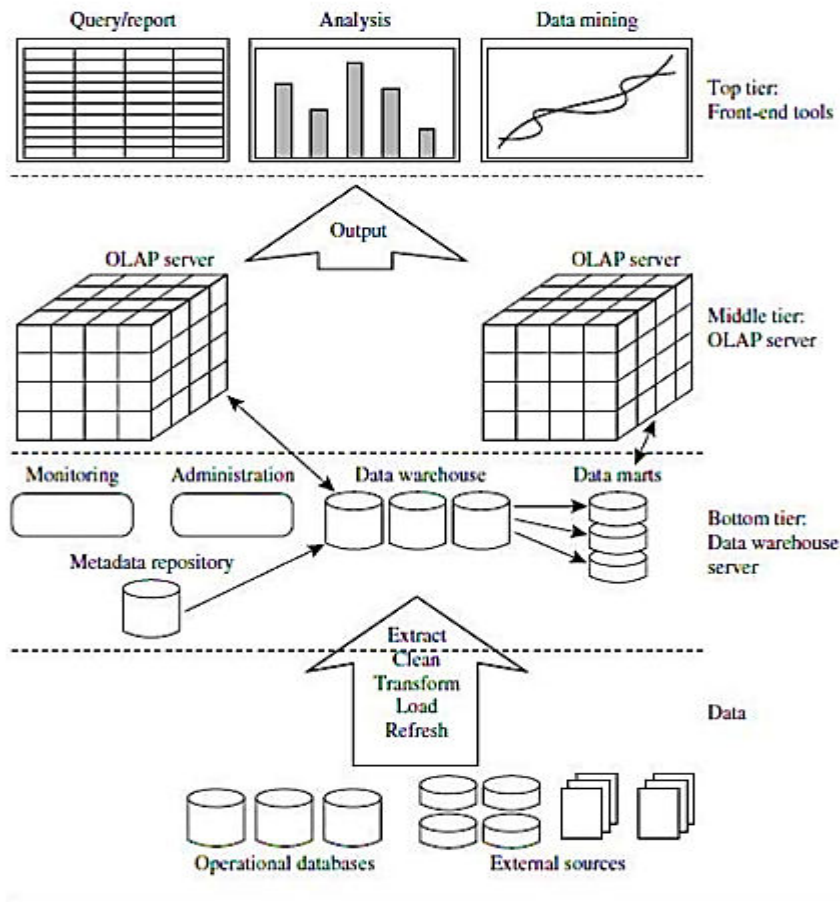 Query/report
Analysis
Data mining
Top tier:
Front-end tools
Output
OLAP server
OLAP server
Middle tier:
OLAP server
Monitoring
Administration
Data warehouse
Data marts
Bottom tier:
Data warehouse
server
Metadata repository
Extract
Clean
Transform
Load
Refresh
Data
Operational databases
External sources